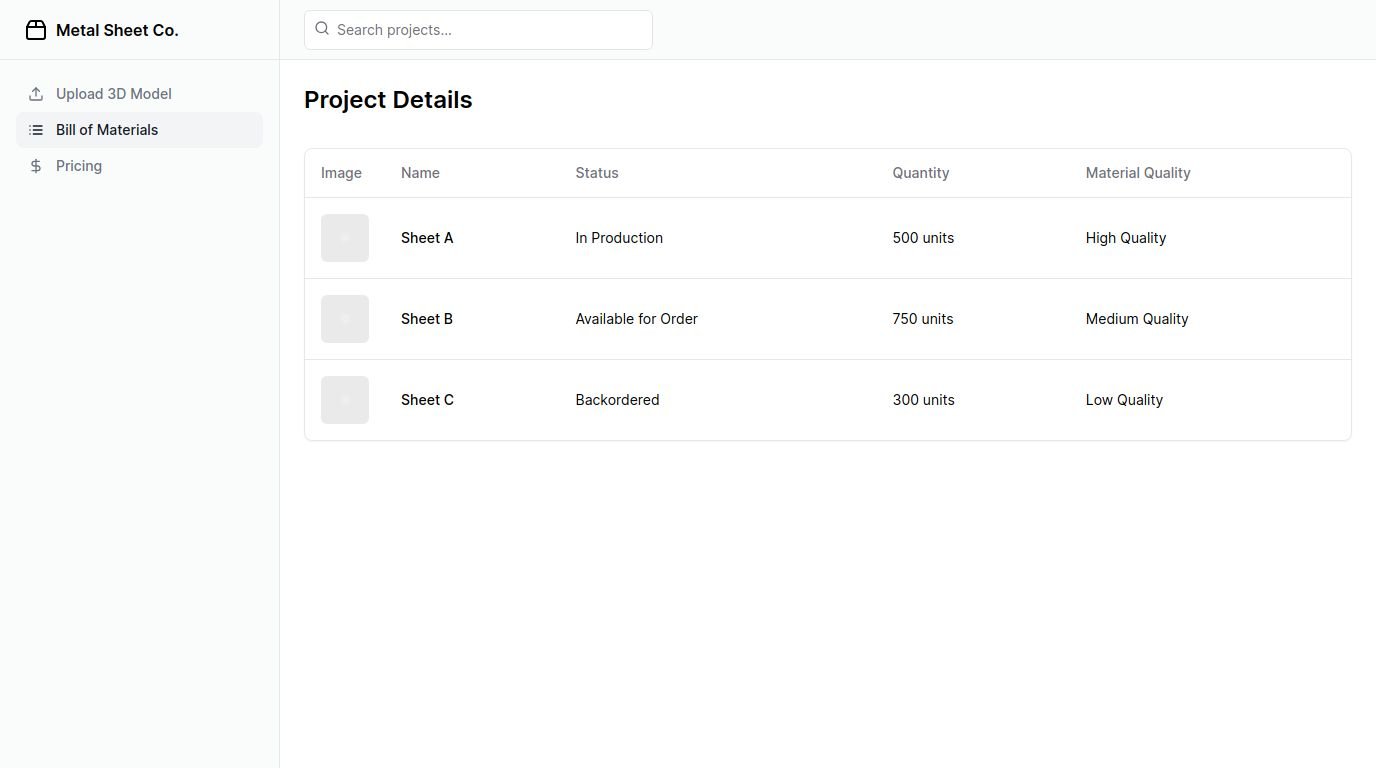 Metal Sheet Co.
Search projects...
Upload 3D Model
Bill of Materials
Pricing
Project Details
Image Name Status Quantity Material Quality
Sheet A In Production 500 units High Quality
Sheet B Available for Order 750 units Medium Quality
Sheet C Backordered 300 units Low Quality